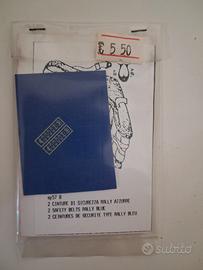 £ 5.50
mp57 B
2 CINTURE DI SICUREZZA RALLY AZZURRE
2 SAFETY BELTS RALLY BLUE
2 CEINTURES DE SECURITE TYPE RALLY BLEU
subito